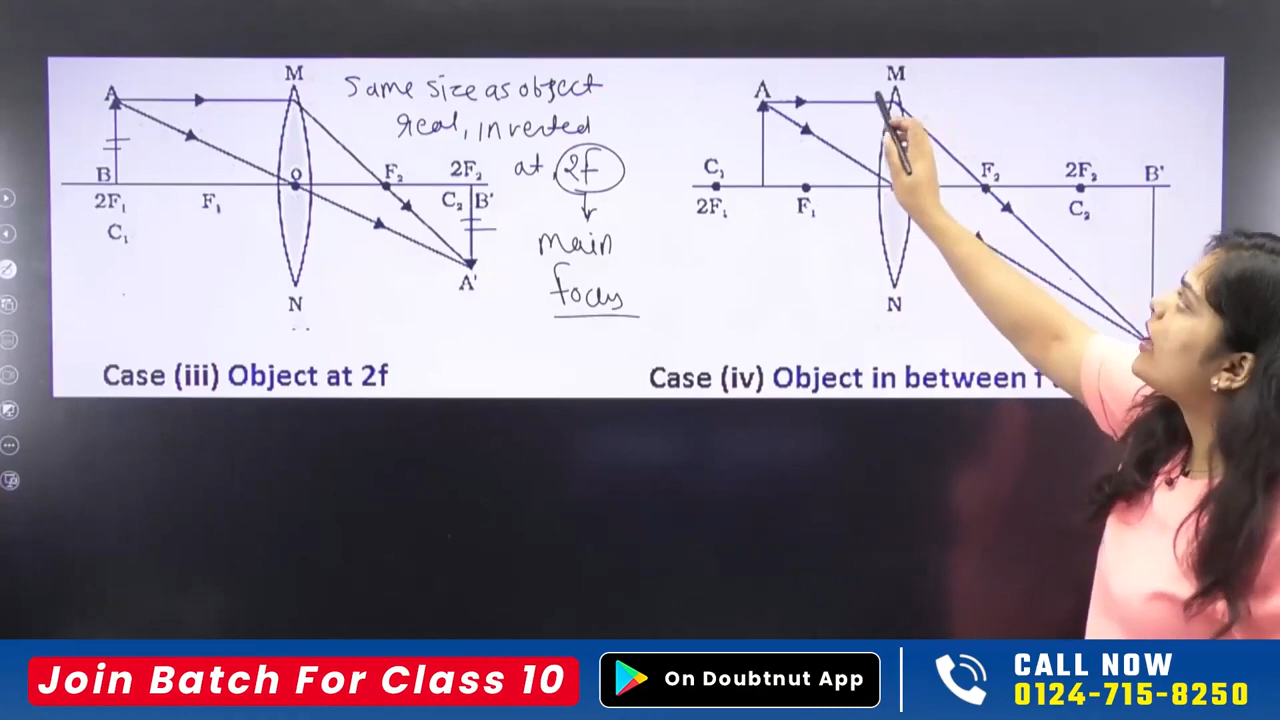 M
A
B
2F₁
C₁
F₁
O
F₂
2F₂
C₂
B'
A'
N
Same size as object
real, inverted
at 2f
main
focus
Case (iii) Object at 2f
M
A
C₁
2F₁
F₁
F₂
2F₂
C₂
B'
N
Case (iv) Object in between f
Join Batch For Class 10
On Doubtnut App
CALL NOW
0124-715-8250